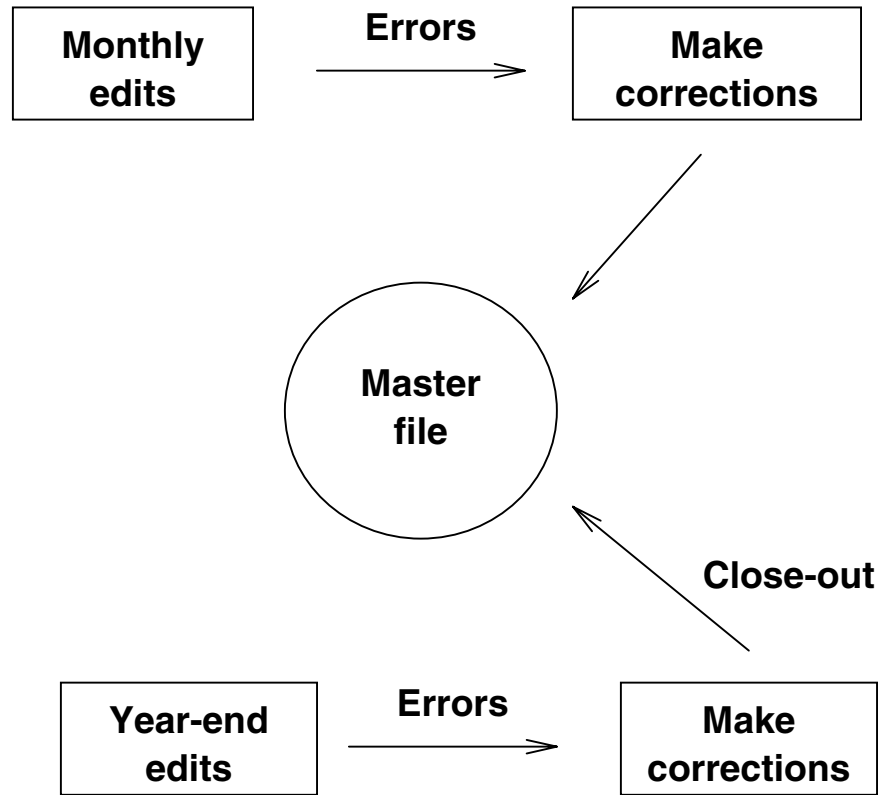 Monthly
edits
Errors
Make
corrections
Master
file
Close-out
Year-end
edits
Errors
Make
corrections